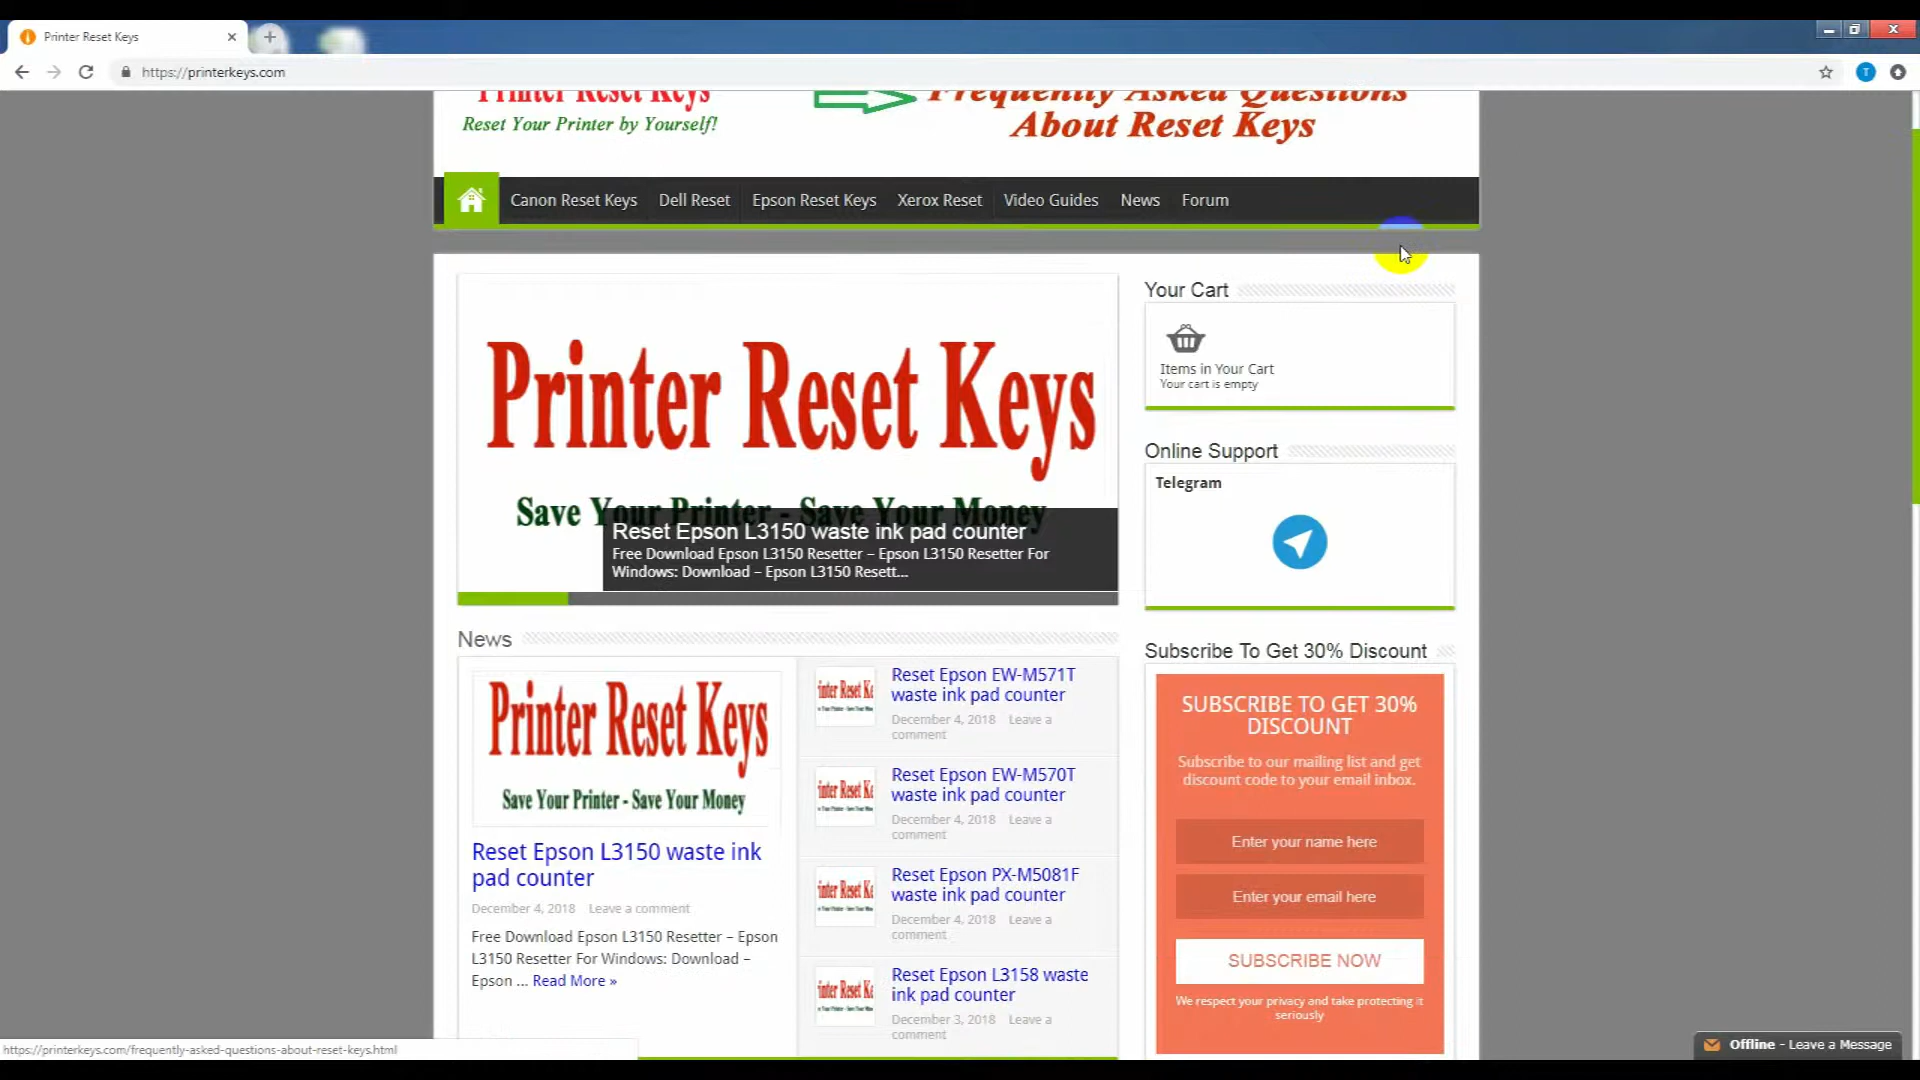 Printer Reset Keys
https://printerkeys.com
T
Printer Reset Keys
Reset Your Printer by Yourself!
Frequently Asked Questions
About Reset Keys
Canon Reset Keys
Dell Reset
Epson Reset Keys
Xerox Reset
Video Guides
News
Forum
Printer Reset Keys
Save Your Printer - Save Your Money
Reset Epson L3150 waste ink pad counter
Free Download Epson L3150 Resetter – Epson L3150 Resetter For
Windows: Download – Epson L3150 Resett...
Your Cart
Items in Your Cart
Your cart is empty
Online Support
Telegram
News
Printer Reset Keys
Save Your Printer - Save Your Money
Reset Epson L3150 waste ink
pad counter
December 4, 2018 Leave a comment
Free Download Epson L3150 Resetter – Epson
L3150 Resetter For Windows: Download –
Epson ... Read More »
Reset Epson EW-M571T
waste ink pad counter
December 4, 2018 Leave a
comment
Reset Epson EW-M570T
waste ink pad counter
December 4, 2018 Leave a
comment
Reset Epson PX-M5081F
waste ink pad counter
December 4, 2018 Leave a
comment
Reset Epson L3158 waste
ink pad counter
December 3, 2018 Leave a
comment
Subscribe To Get 30% Discount
SUBSCRIBE TO GET 30%
DISCOUNT
Subscribe to our mailing list and get
discount code to your email inbox.
Enter your name here
Enter your email here
SUBSCRIBE NOW
We respect your privacy and take protecting it
seriously
https://printerkeys.com/frequently-asked-questions-about-reset-keys.html
Offline - Leave a Message